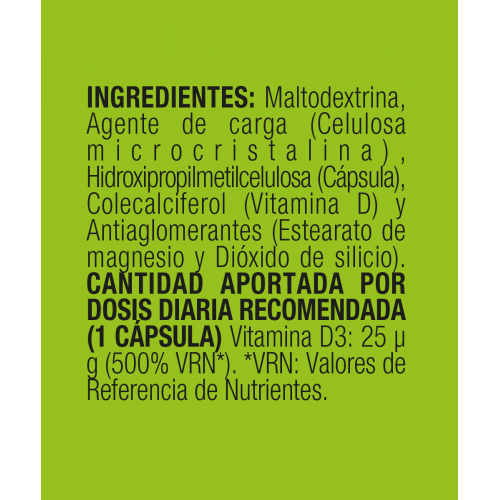 INGREDIENTES: Maltodextrina,
Agente de carga (Celulosa
microcristalina),
Hidroxipropilmetilcelulosa (Cápsula),
Colecalciferol (Vitamina D) y
Antiaglomerantes (Estearato de
magnesio y Dióxido de silicio).
CANTIDAD APORTADA POR
DOSIS DIARIA RECOMENDADA
(1 CÁPSULA) Vitamina D3: 25 µ
g (500% VRN*). *VRN: Valores de
Referencia de Nutrientes.